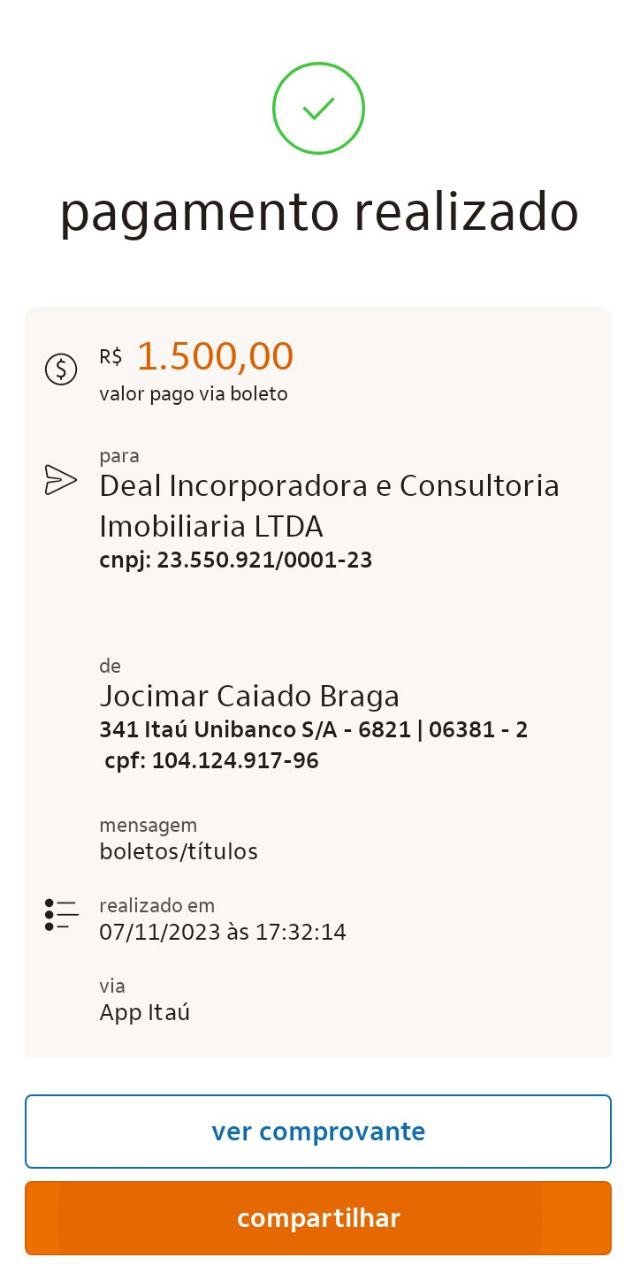 pagamento realizado
R$ 1.500,00
valor pago via boleto
para
Deal Incorporadora e Consultoria
Imobiliaria LTDA
cnpj: 23.550.921/0001-23
de
Jocimar Caiado Braga
341 Itaú Unibanco S/A - 6821 | 06381 - 2
cpf: 104.124.917-96
mensagem
boletos/títulos
realizado em
07/11/2023 às 17:32:14
via
App Itaú
ver comprovante
compartilhar